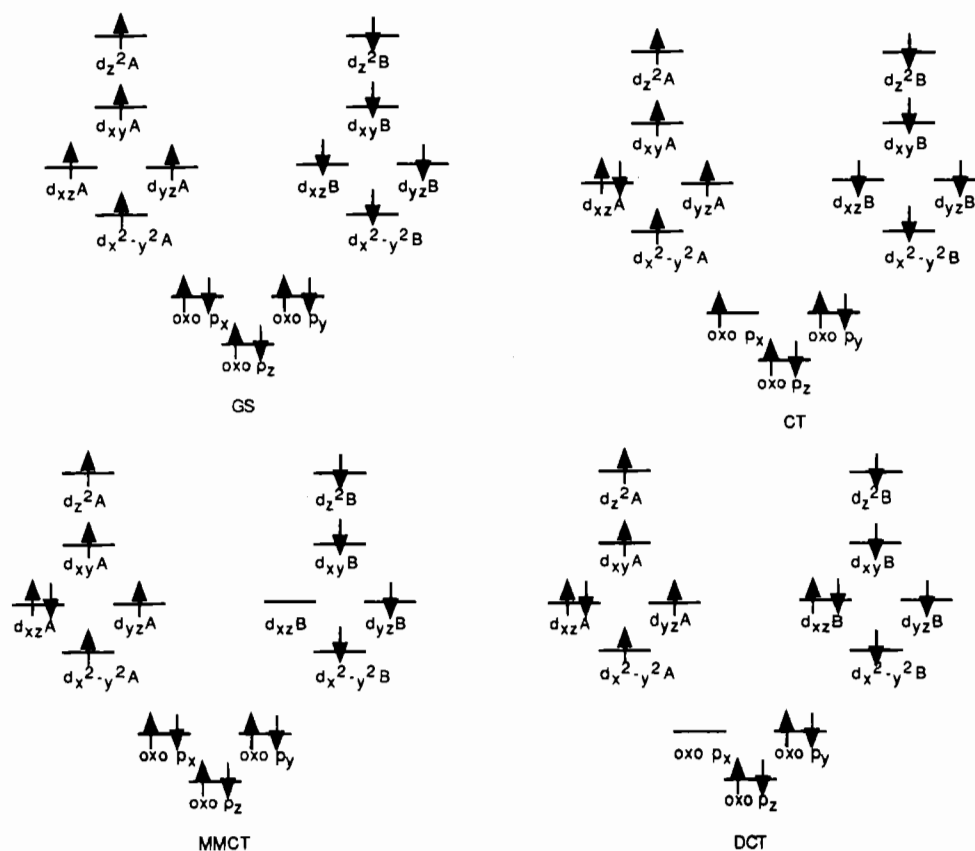 dz2A dz2B
dxyA dxyB
dxzA dyzA dxzB dyzB
dx2-y2A dx2-y2B
oxo px oxo py
oxo pz
GS
dz2A dz2B
dxyA dxyB
dxzA dyzA dxzB dyzB
dx2-y2A dx2-y2B
oxo px oxo py
oxo pz
CT
dz2A dz2B
dxyA dxyB
dxzA dyzA dxzB dyzB
dx2-y2A dx2-y2B
oxo px oxo py
oxo pz
MMCT
dz2A dz2B
dxyA dxyB
dxzA dyzA dxzB dyzB
dx2-y2A dx2-y2B
oxo px oxo py
oxo pz
DCT